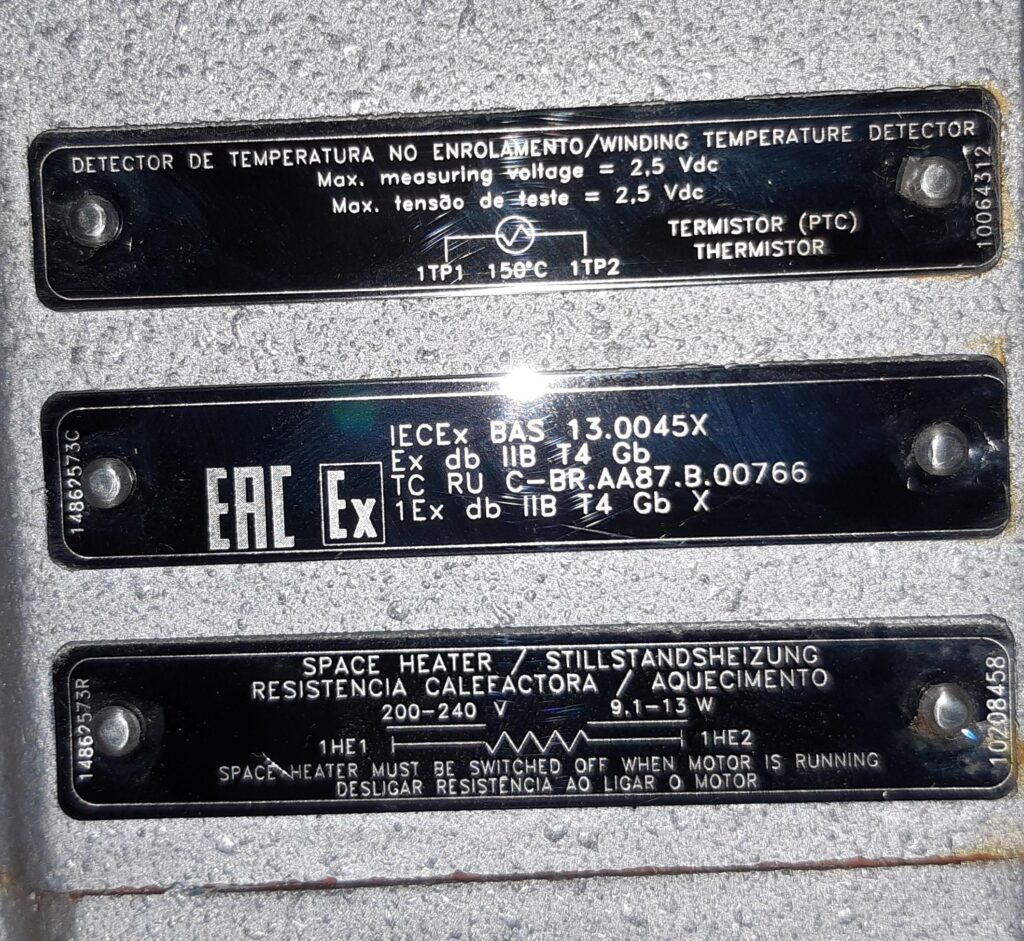 DETECTOR DE TEMPERATURA NO ENROLAMENTO/WINDING TEMPERATURE DETECTOR
Max. measuring voltage = 2,5 Vdc
Max. tensão de teste = 2,5 Vdc
TERMISTOR (PTC)
THERMISTOR
1TP1 150°C 1TP2
10064312
14862573C
EAC Ex
IECEx BAS 13.0045X
Ex db IIB T4 Gb
TC RU C-BR.AA87.B.00766
1Ex db IIB T4 Gb X
14862573R
SPACE HEATER / STILLSTANDSHEIZUNG
RESISTENCIA CALEFACTORA / AQUECIMENTO
200-240 V 9.1-13 W
1HE1 1HE2
SPACE HEATER MUST BE SWITCHED OFF WHEN MOTOR IS RUNNING
DESLIGAR RESISTÊNCIA AO LIGAR O MOTOR
10208458